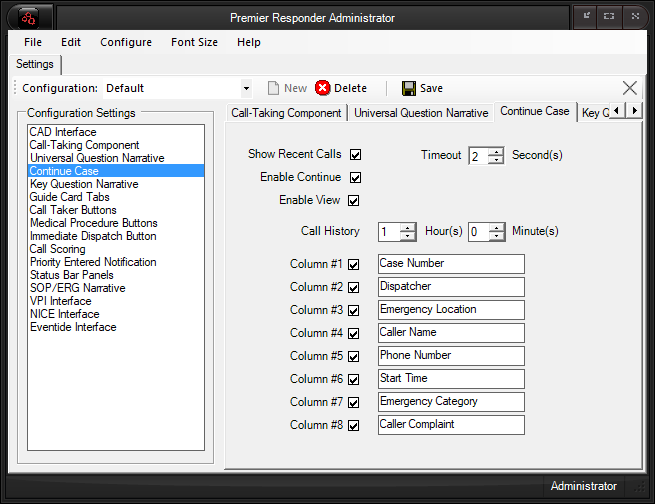 Premier Responder Administrator
File Edit Configure Font Size Help
Settings
Configuration: Default New Delete Save
Configuration Settings
CAD Interface
Call-Taking Component
Universal Question Narrative
Continue Case
Key Question Narrative
Guide Card Tabs
Call Taker Buttons
Medical Procedure Buttons
Immediate Dispatch Button
Call Scoring
Priority Entered Notification
Status Bar Panels
SOP/ERG Narrative
VPI Interface
NICE Interface
Eventide Interface
Call-Taking Component Universal Question Narrative Continue Case Key Q
Show Recent Calls Timeout 2 Second(s)
Enable Continue
Enable View
Call History 1 Hour(s) 0 Minute(s)
Column #1 Case Number
Column #2 Dispatcher
Column #3 Emergency Location
Column #4 Caller Name
Column #5 Phone Number
Column #6 Start Time
Column #7 Emergency Category
Column #8 Caller Complaint
Administrator